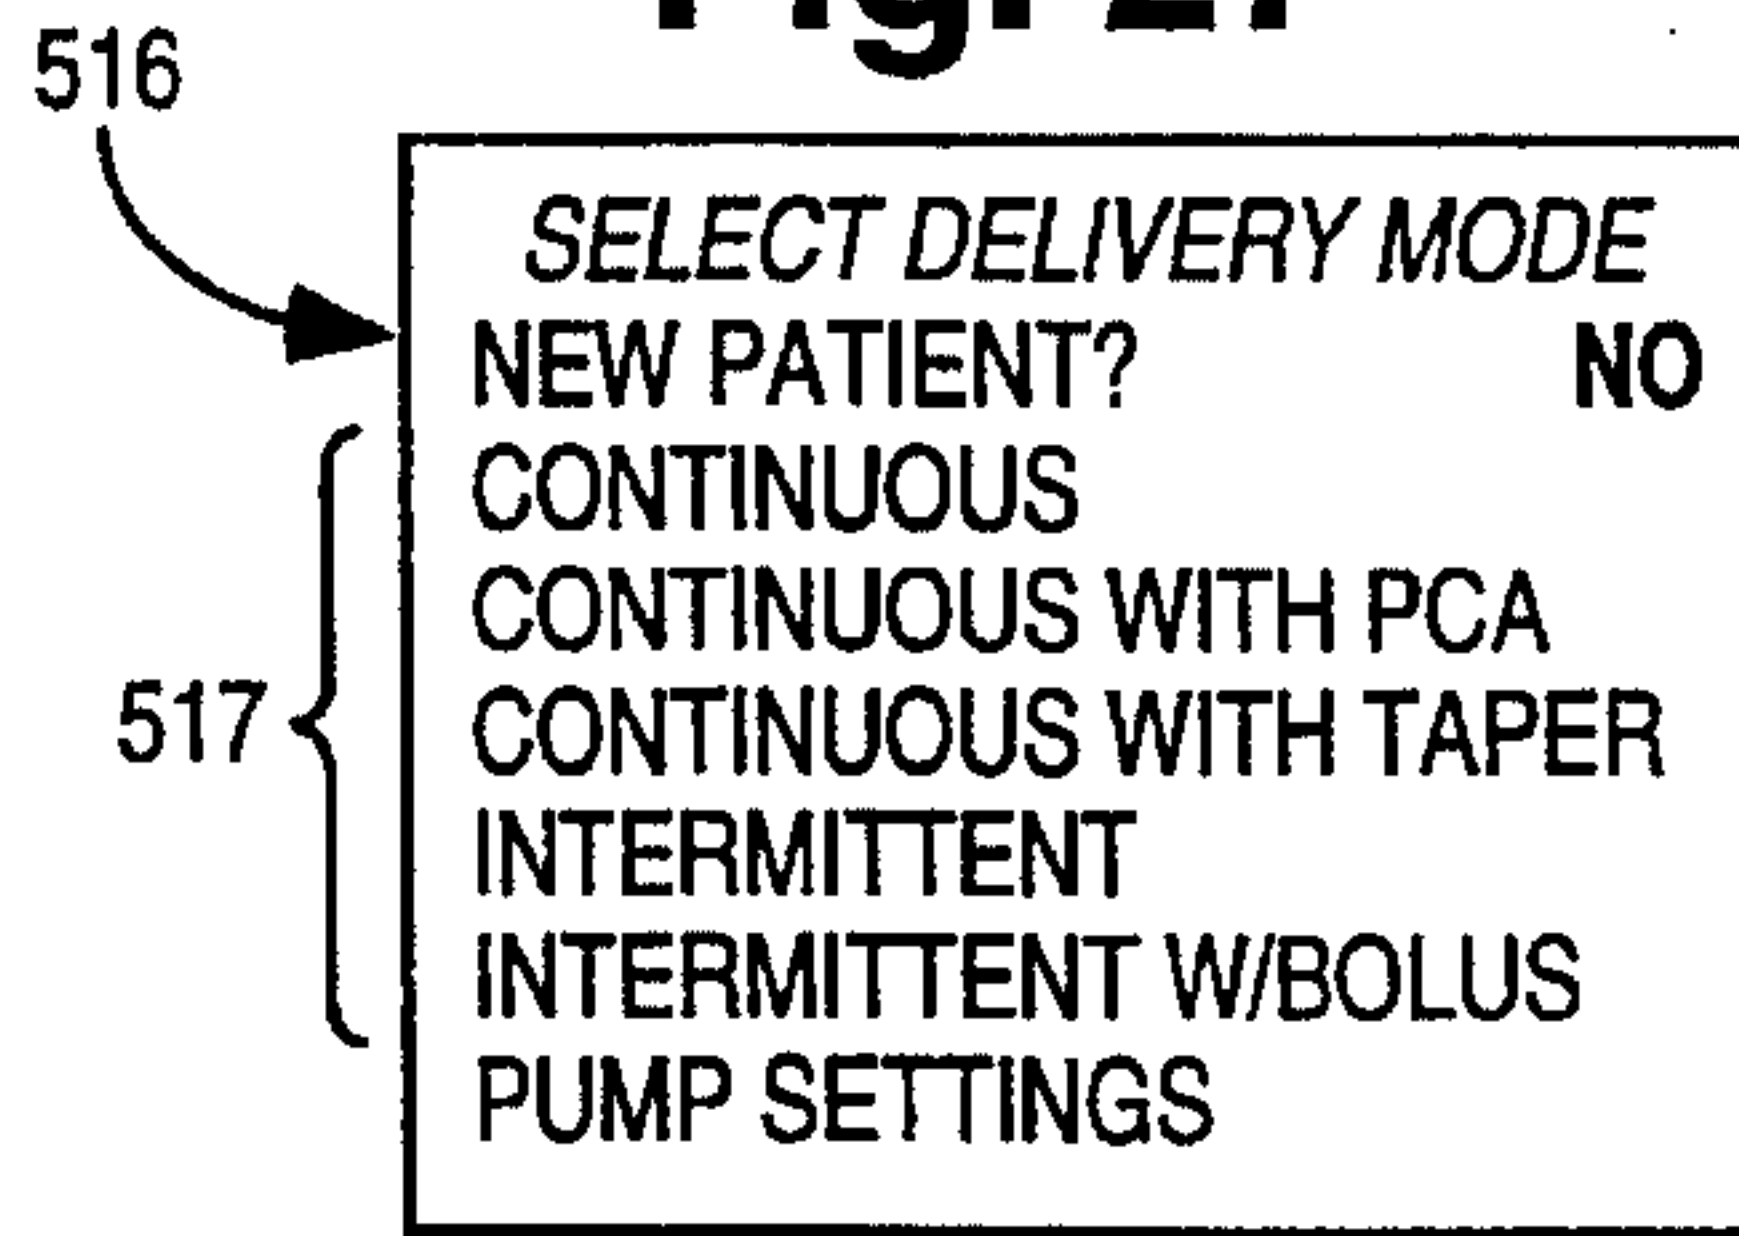 516
SELECT DELIVERY MODE
NEW PATIENT? NO
CONTINUOUS
CONTINUOUS WITH PCA
517
CONTINUOUS WITH TAPER
INTERMITTENT
INTERMITTENT W/BOLUS
PUMP SETTINGS